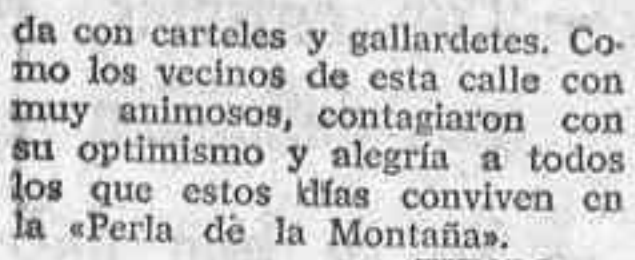 da con carteles y gallardetes. Co-
mo los vecinos de esta calle con
muy animosos, contagiaron con
su optimismo y alegría a todos
los que estos días conviven en
la «Perla de la Montaña».